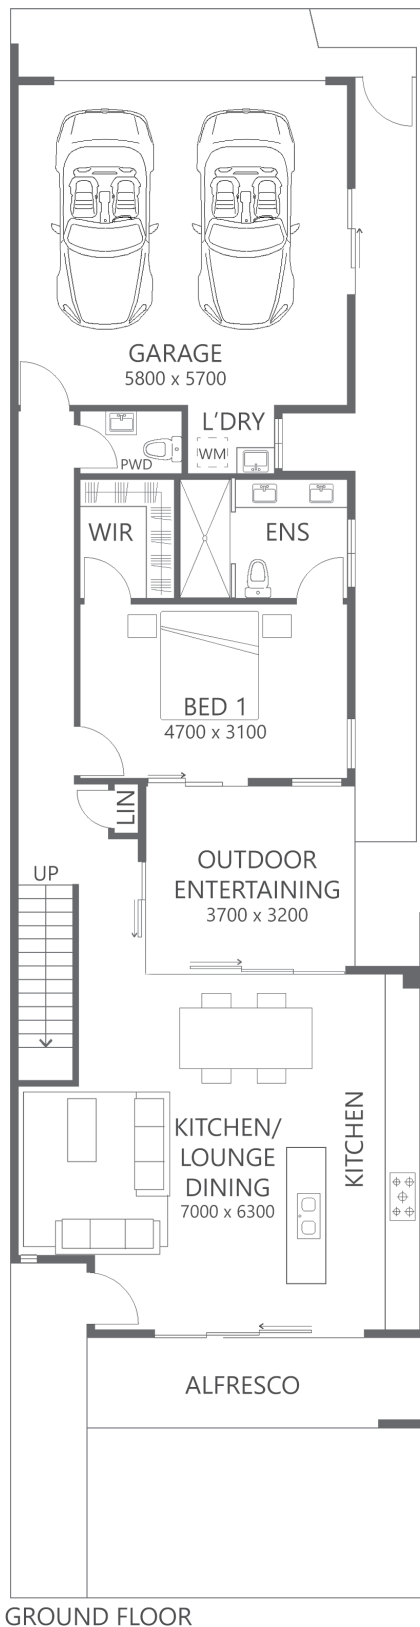 GARAGE
5800 x 5700
L'DRY
PWD
WM
WIR
ENS
BED 1
4700 x 3100
LIN
OUTDOOR
ENTERTAINING
3700 x 3200
UP
KITCHEN/
LOUNGE
DINING
7000 x 6300
KITCHEN
ALFRESCO
GROUND FLOOR